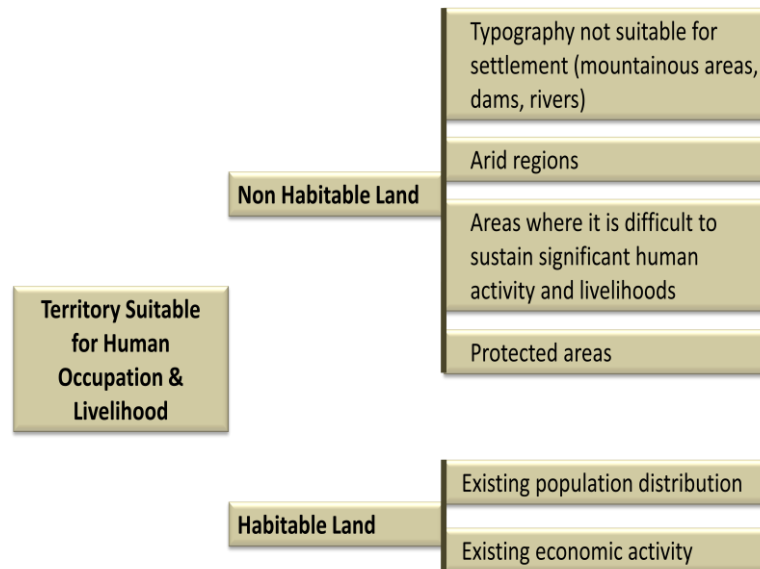 Typography not suitable for
settlement (mountainous areas,
dams, rivers)
Arid regions
Non Habitable Land
Areas where it is difficult to
sustain significant human
activity and livelihoods
Protected areas
Territory Suitable
for Human
Occupation &
Livelihood
Existing population distribution
Habitable Land
Existing economic activity